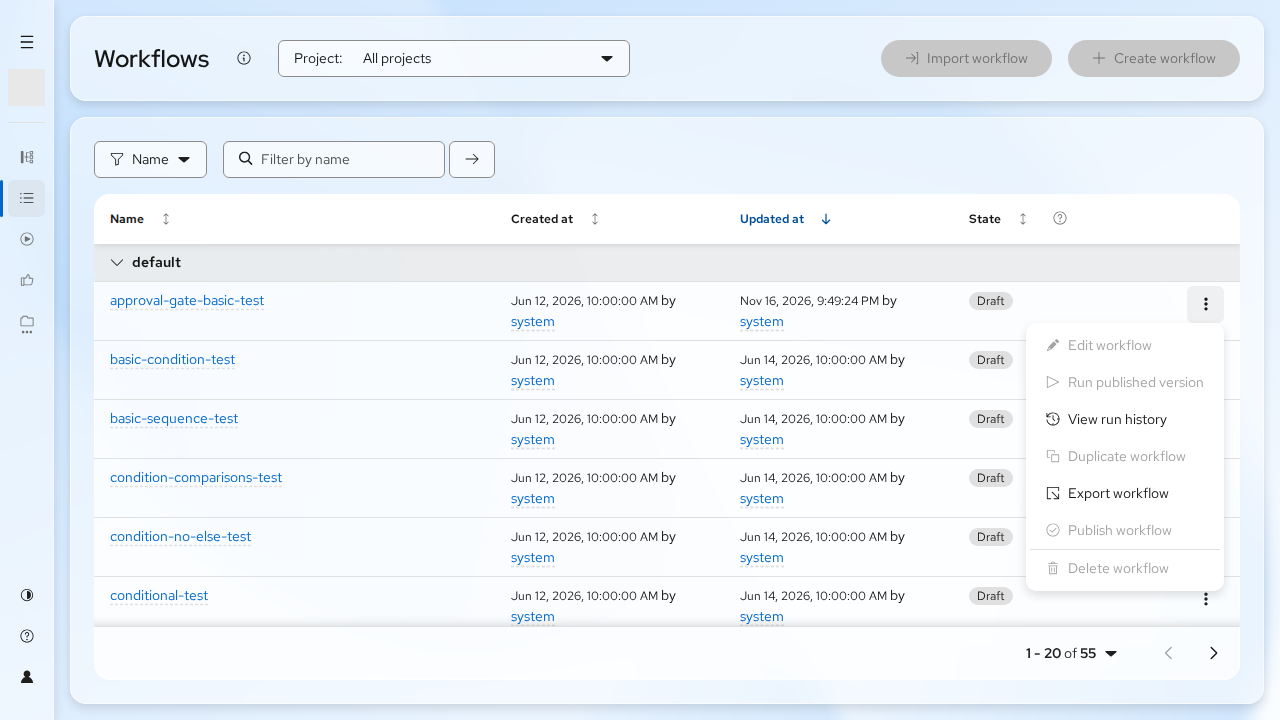 Workflows
Project: All projects
Import workflow
Create workflow
Name
Filter by name
Name Created at Updated at State
default
approval-gate-basic-test Jun 12, 2026, 10:00:00 AM by Nov 16, 2026, 9:49:24 PM by Draft
system system
basic-condition-test Jun 12, 2026, 10:00:00 AM by Jun 14, 2026, 10:00:00 AM by Draft
system system
basic-sequence-test Jun 12, 2026, 10:00:00 AM by Jun 14, 2026, 10:00:00 AM by Draft
system system
condition-comparisons-test Jun 12, 2026, 10:00:00 AM by Jun 14, 2026, 10:00:00 AM by Draft
system system
condition-no-else-test Jun 12, 2026, 10:00:00 AM by Jun 14, 2026, 10:00:00 AM by Draft
system system
conditional-test Jun 12, 2026, 10:00:00 AM by Jun 14, 2026, 10:00:00 AM by Draft
system system
Edit workflow
Run published version
View run history
Duplicate workflow
Export workflow
Publish workflow
Delete workflow
1 - 20 of 55